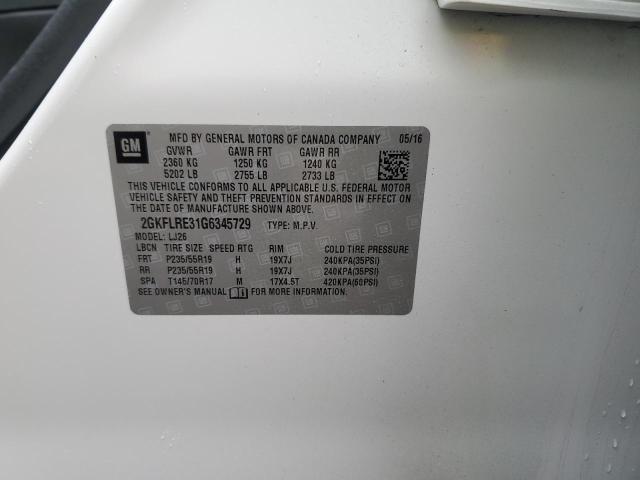 GM
MFD BY GENERAL MOTORS OF CANADA COMPANY 05/16
GVWR GAWR FRT GAWR RR
2360 KG 1250 KG 1240 KG
5202 LB 2755 LB 2733 LB
THIS VEHICLE CONFORMS TO ALL APPLICABLE U.S. FEDERAL MOTOR
VEHICLE SAFETY AND THEFT PREVENTION STANDARDS IN EFFECT ON
THE DATE OF MANUFACTURE SHOWN ABOVE.
2GKFLRE31G6345729 TYPE: M.P.V.
MODEL: LJ26
LBCN TIRE SIZE SPEED RTG RIM COLD TIRE PRESSURE
FRT P235/55R19 H 19X7J 240KPA(35PSI)
RR P235/55R19 H 19X7J 240KPA(35PSI)
SPA T145/70R17 M 17X4.5T 420KPA(60PSI)
SEE OWNER'S MANUAL FOR MORE INFORMATION